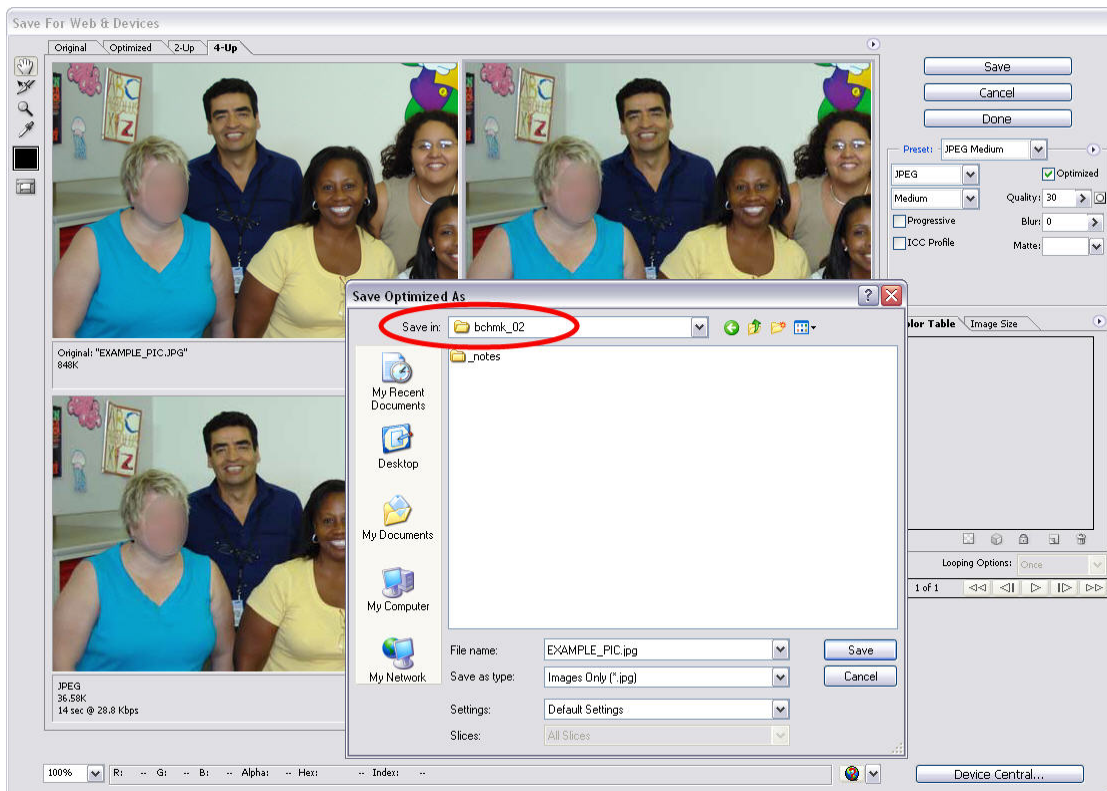 Save For Web & Devices
Original Optimized 2-Up 4-Up
Save
Cancel
Done
Preset: JPEG Medium
JPEG Optimized
Medium Quality: 30
Progressive Blur: 0
ICC Profile Matte:
ABC
Z
ABC
Z
Original: "EXAMPLE_PIC.JPG"
848K
Save Optimized As
Save in: bchmk_02
_notes
My Recent
Documents
Desktop
My Documents
My Computer
My Network
File name: EXAMPLE_PIC.jpg Save
Save as type: Images Only (*.jpg) Cancel
Settings: Default Settings
Slices: All Slices
olor Table Image Size
Looping Options: Once
1 of 1
ABC
Z
JPEG
36.58K
14 sec @ 28.8 Kbps
100% R: -- G: -- B: -- Alpha: -- Hex: -- Index: --
Device Central...